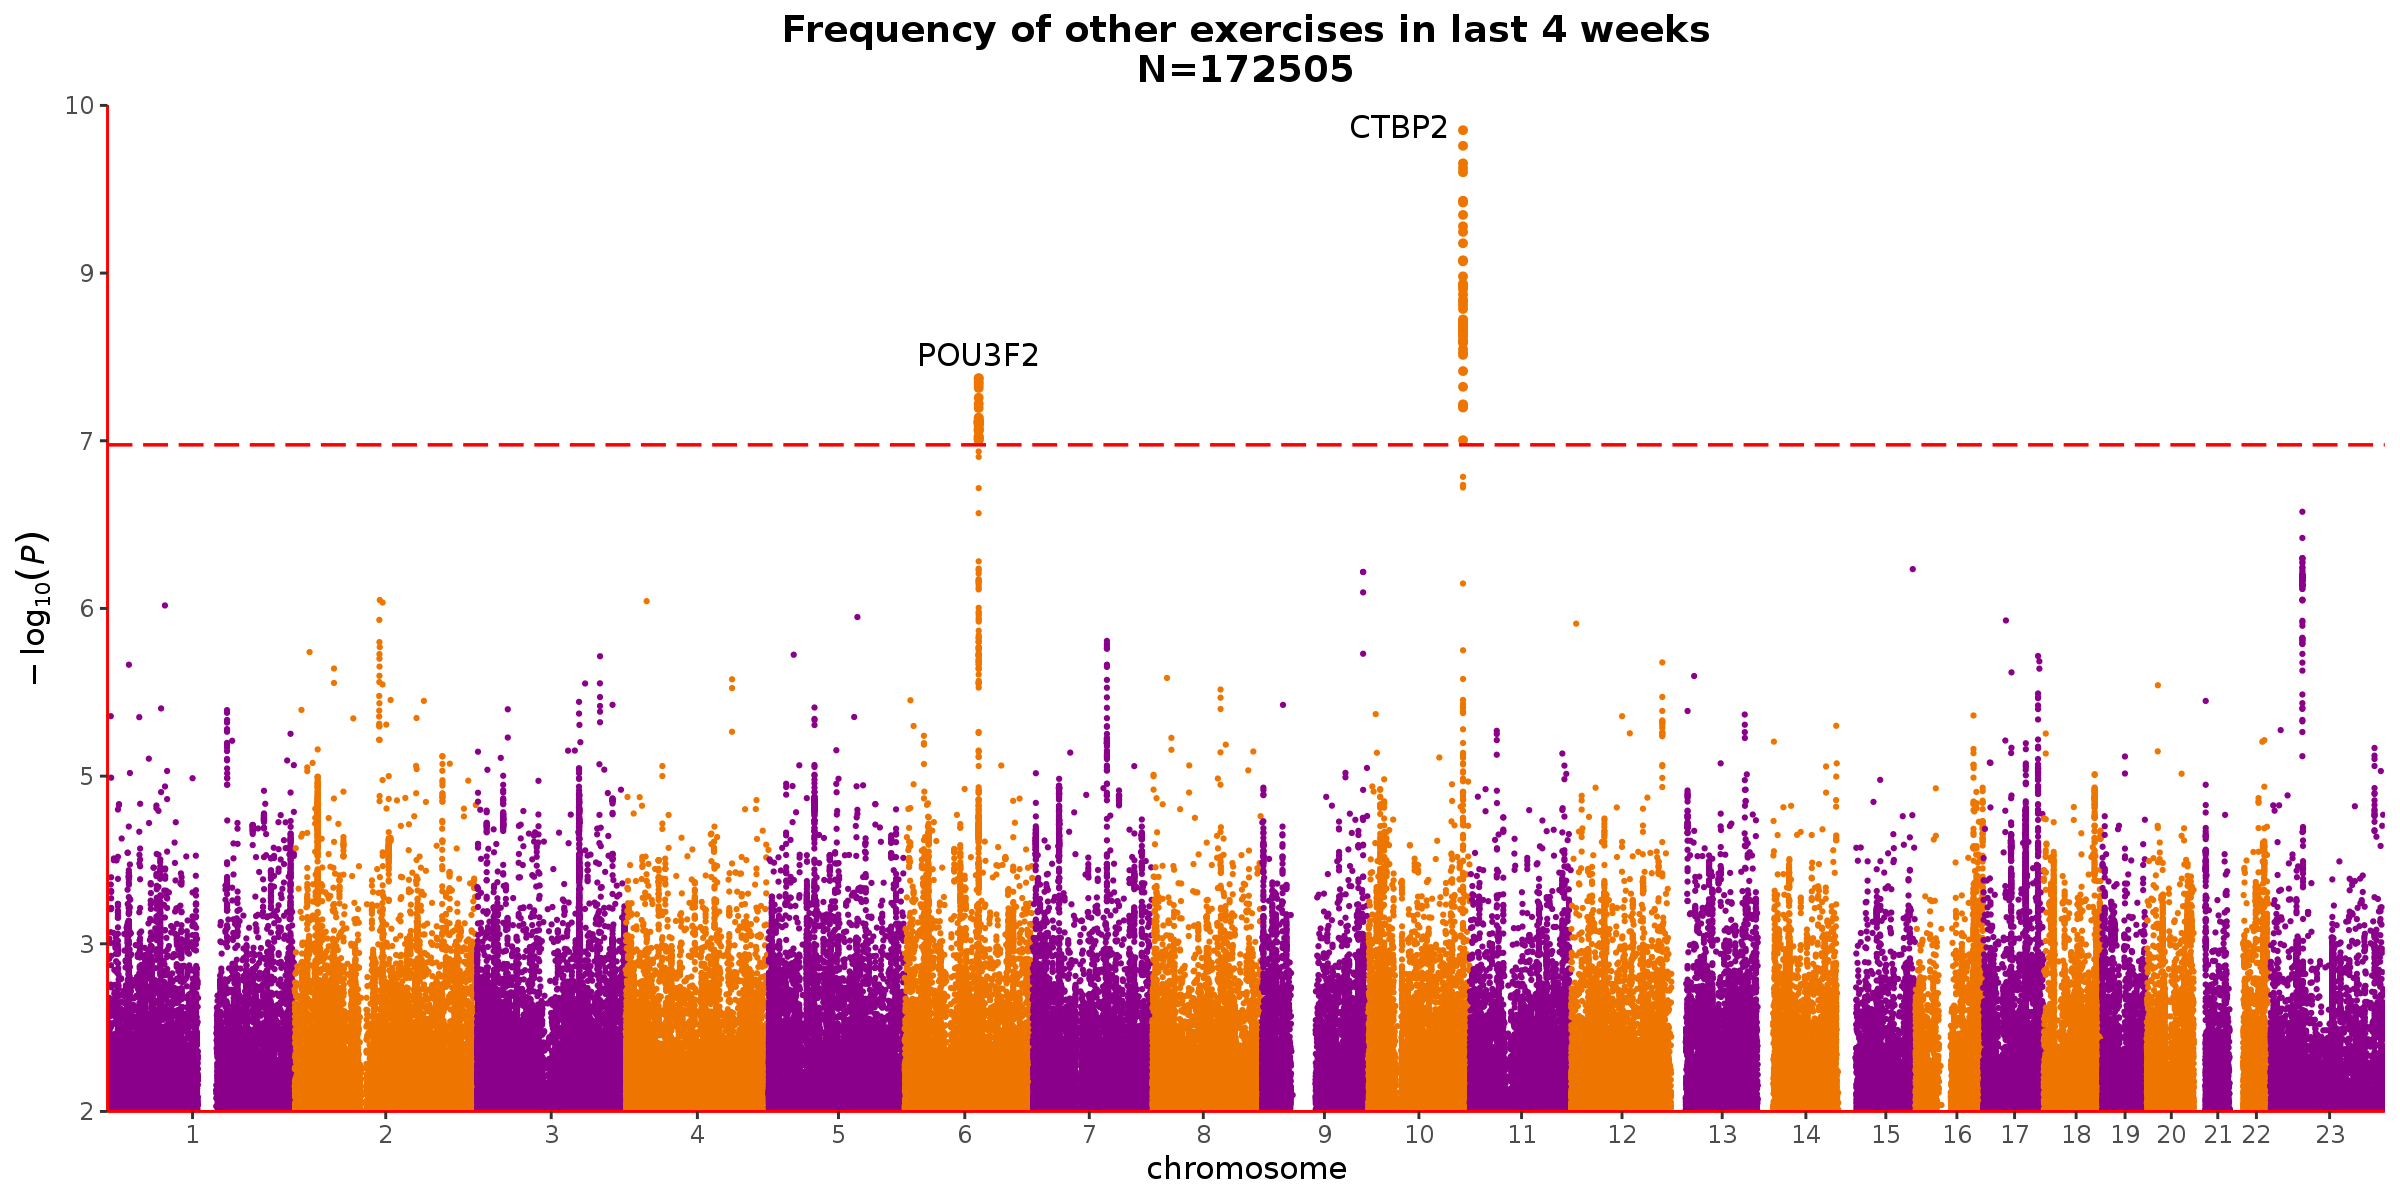 Frequency of other exercises in last 4 weeks
N=172505
10
9
7
6
5
3
2
−log10(P)
CTBP2
POU3F2
1 2 3 4 5 6 7 8 9 10 11 12 13 14 15 16 17 18 19 20 21 22 23
chromosome